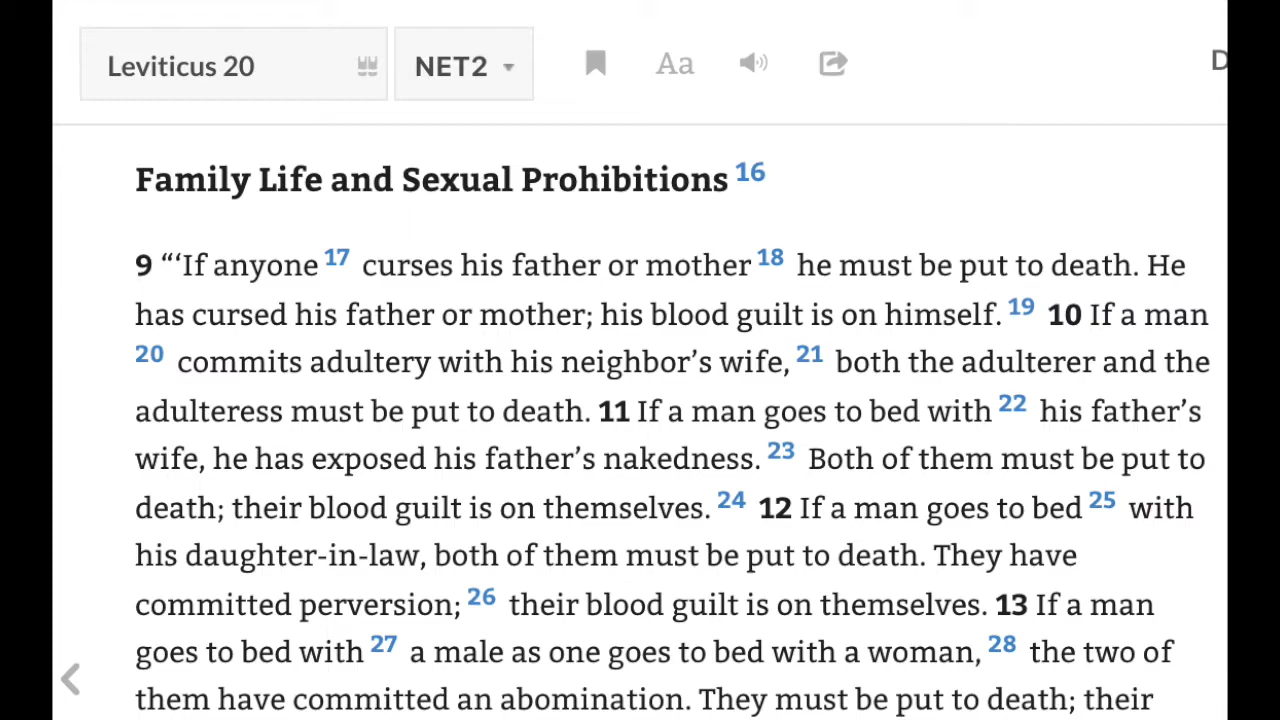 Leviticus 20 NET2 Aa D
Family Life and Sexual Prohibitions 16
9 “‘If anyone 17 curses his father or mother 18 he must be put to death. He
has cursed his father or mother; his blood guilt is on himself. 19 10 If a man
20 commits adultery with his neighbor’s wife, 21 both the adulterer and the
adulteress must be put to death. 11 If a man goes to bed with 22 his father’s
wife, he has exposed his father’s nakedness. 23 Both of them must be put to
death; their blood guilt is on themselves. 24 12 If a man goes to bed 25 with
his daughter-in-law, both of them must be put to death. They have
committed perversion; 26 their blood guilt is on themselves. 13 If a man
goes to bed with 27 a male as one goes to bed with a woman, 28 the two of
them have committed an abomination. They must be put to death; their